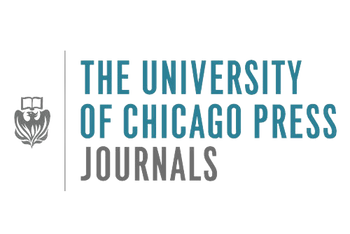 THE UNIVERSITY
OF CHICAGO PRESS
JOURNALS